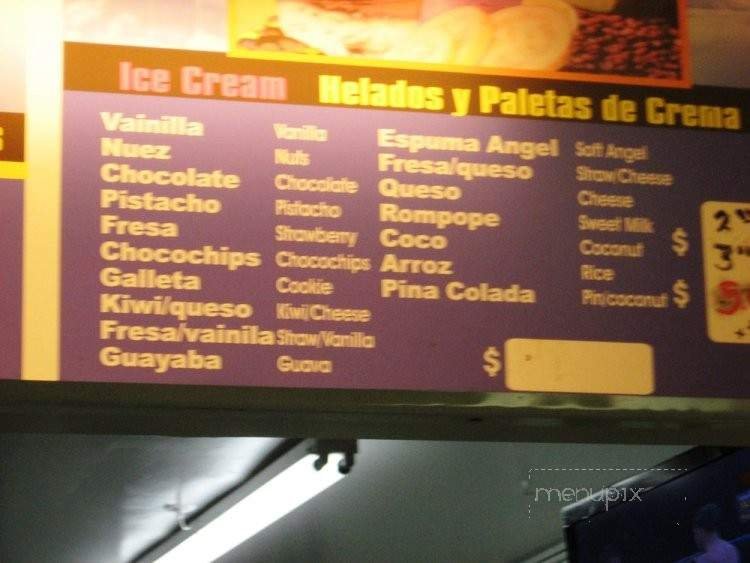 Ice Cream Helados y Paletas de Crema
Vainilla Vanilla
Nuez Nuts
Chocolate Chocolate
Pistacho Pistacho
Fresa Strawberry
Chocochips Chocochips
Galleta Cookie
Kiwi/queso Kiwi/Cheese
Fresa/vainila Straw/Vanilla
Guayaba Guava
Espuma Angel Soft Angel
Fresa/queso Straw/Cheese
Queso Cheese
Rompope Sweet Milk
Coco Coconut
Arroz Rice
Pina Colada Pin/coconut
$
$
$
menupix